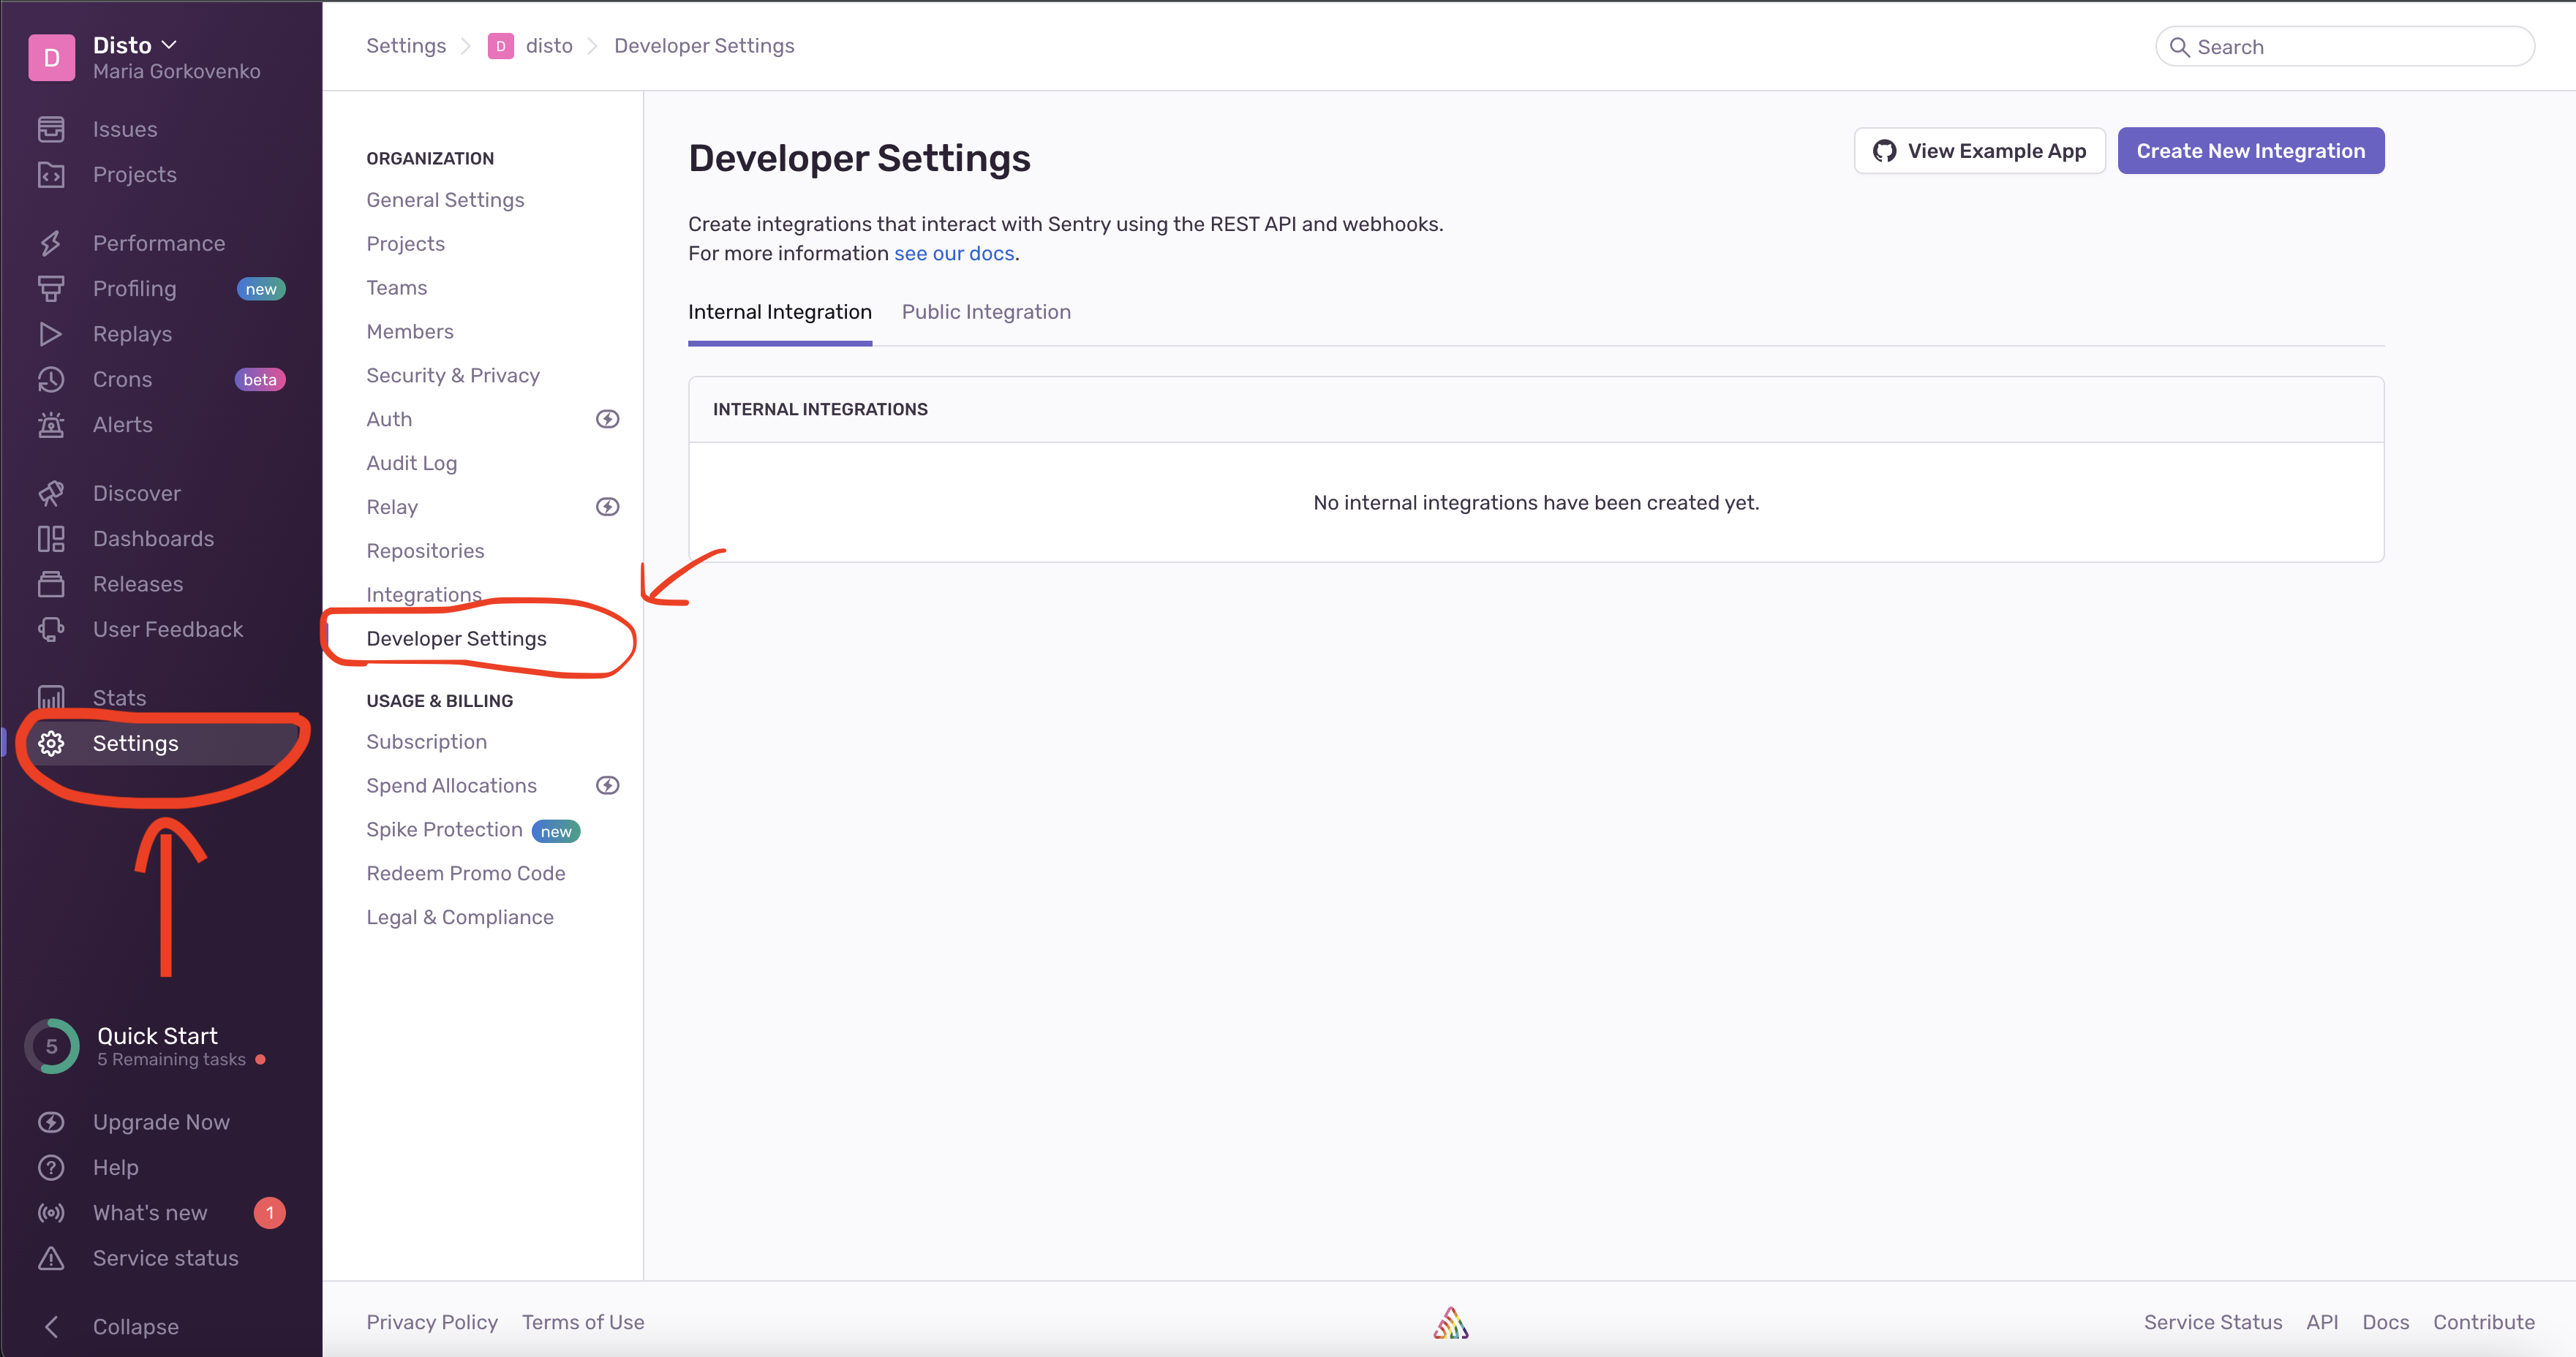 D
Disto
Maria Gorkovenko
Issues
Projects
Performance
Profiling new
Replays
Crons beta
Alerts
Discover
Dashboards
Releases
User Feedback
Stats
Settings
5
Quick Start
5 Remaining tasks
Upgrade Now
Help
What's new 1
Service status
Collapse
Settings D disto Developer Settings
Search
ORGANIZATION
General Settings
Projects
Teams
Members
Security & Privacy
Auth
Audit Log
Relay
Repositories
Integrations
Developer Settings
USAGE & BILLING
Subscription
Spend Allocations
Spike Protection new
Redeem Promo Code
Legal & Compliance
Developer Settings
View Example App
Create New Integration
Create integrations that interact with Sentry using the REST API and webhooks.
For more information see our docs.
Internal Integration Public Integration
INTERNAL INTEGRATIONS
No internal integrations have been created yet.
Privacy Policy Terms of Use
Service Status API Docs Contribute